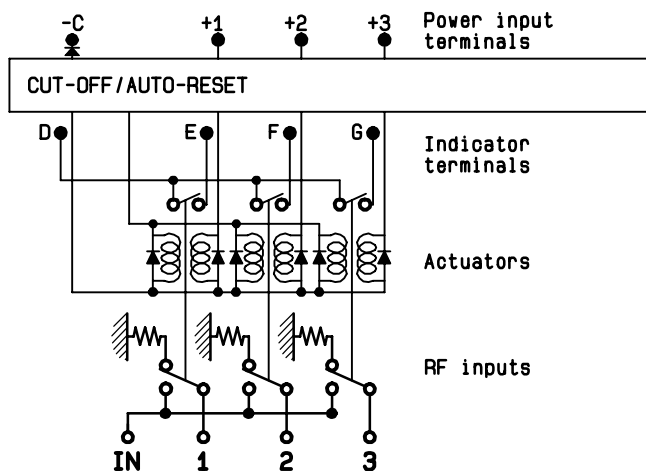 -C +1 +2 +3 Power input
terminals
CUT-OFF/AUTO-RESET
D E F G Indicator
terminals
Actuators
RF inputs
IN 1 2 3